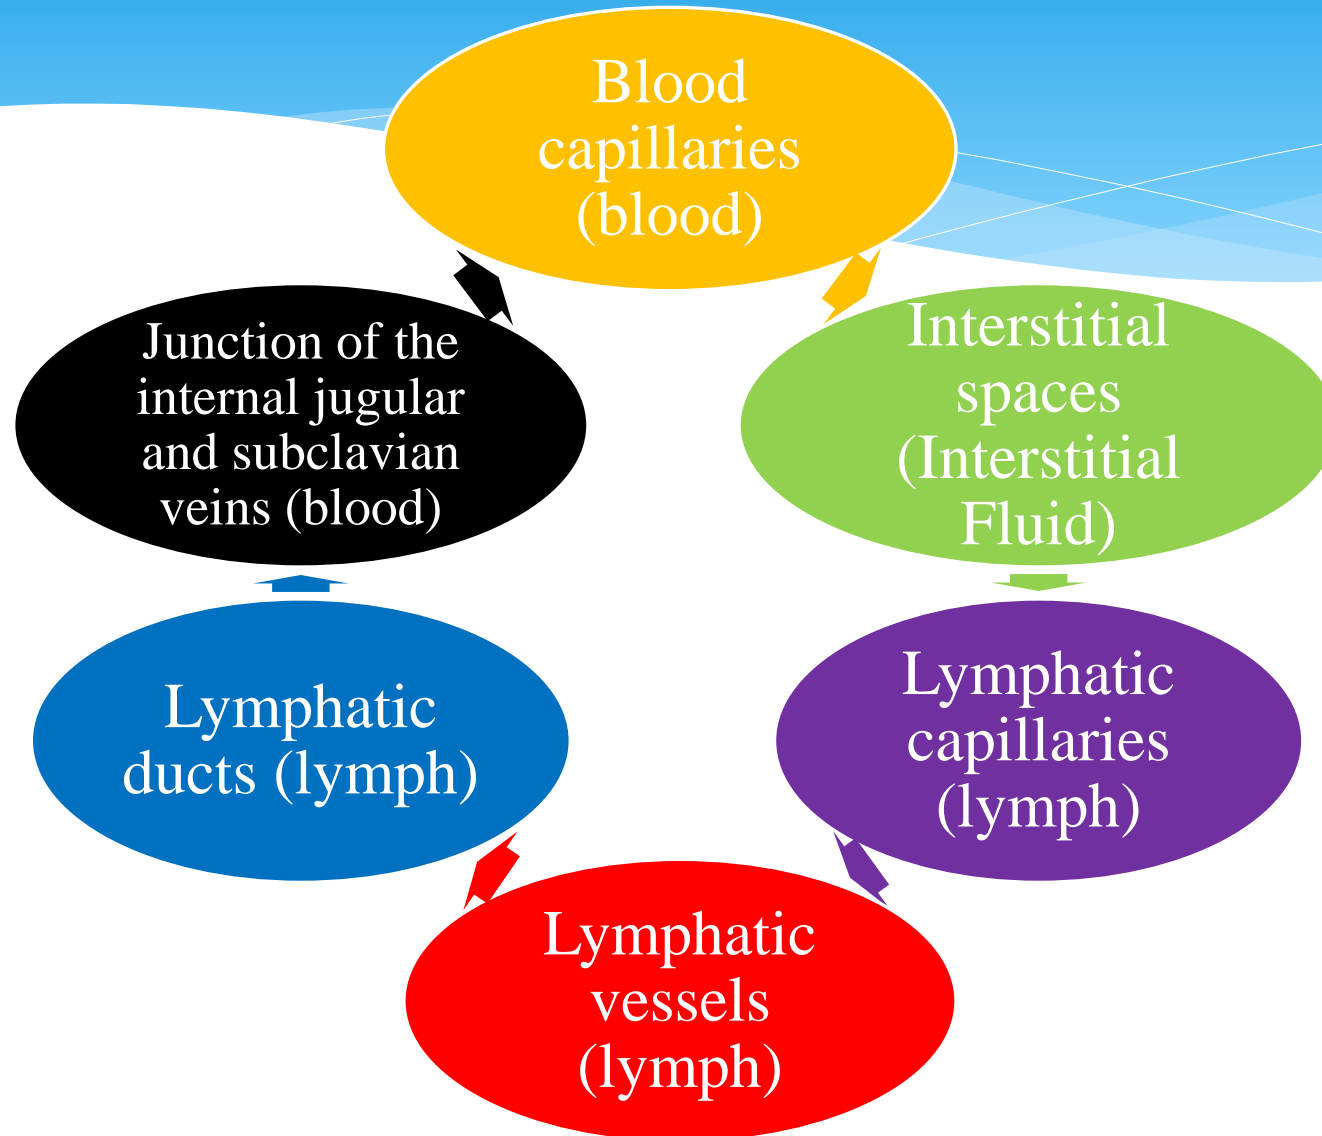 Blood
capillaries
(blood)
Interstitial
spaces
(Interstitial
Fluid)
Lymphatic
capillaries
(lymph)
Lymphatic
vessels
(lymph)
Lymphatic
ducts (lymph)
Junction of the
internal jugular
and subclavian
veins (blood)